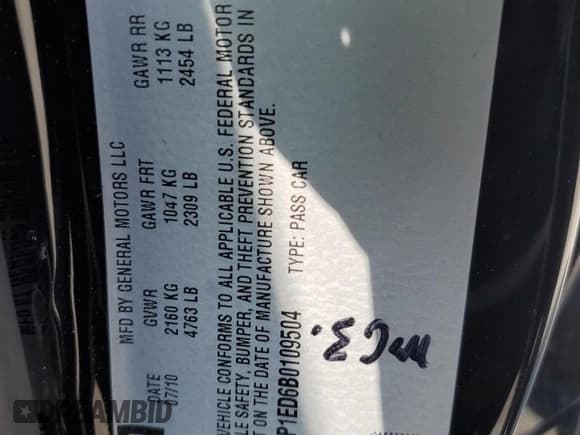 MFD BY GENERAL MOTORS LLC
DATE GVWR GAWR FRT GAWR RR
07/10 2160 KG 1047 KG 1113 KG
4763 LB 2309 LB 2454 LB
VEHICLE CONFORMS TO ALL APPLICABLE U.S. FEDERAL MOTOR
LE SAFETY, BUMPER, AND THEFT PREVENTION STANDARDS IN
T ON THE DATE OF MANUFACTURE SHOWN ABOVE.
P1ED6B0109504 TYPE: PASS CAR
DREAMBID